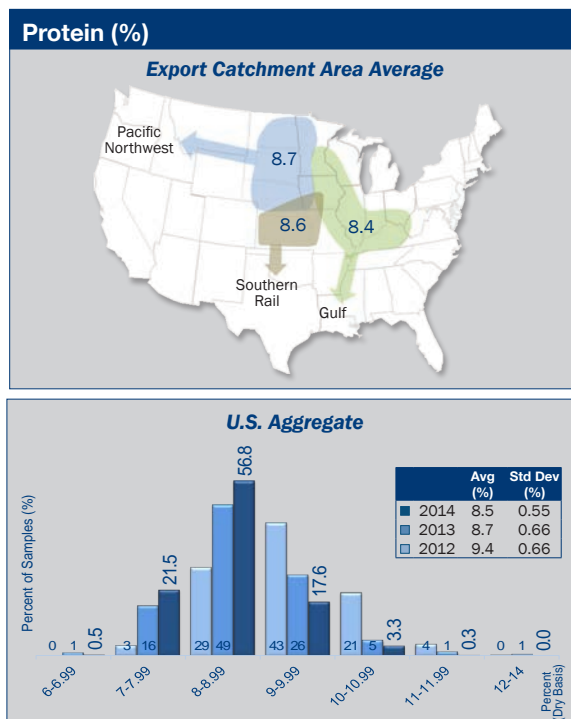 Protein (%)
Export Catchment Area Average
Pacific
Northwest
8.7
8.6
8.4
Southern
Rail
Gulf
U.S. Aggregate
Percent of Samples (%)
Avg
(%)
Std Dev
(%)
2014 8.5 0.55
2013 8.7 0.66
2012 9.4 0.66
0 1 0.5
3 16 21.5
29 49 56.8
43 26 17.6
21 5 3.3
4 1 0.3
0 1 0.0
6-6.99
7-7.99
8-8.99
9-9.99
10-10.99
11-11.99
12-14
Percent
(Dry Basis)